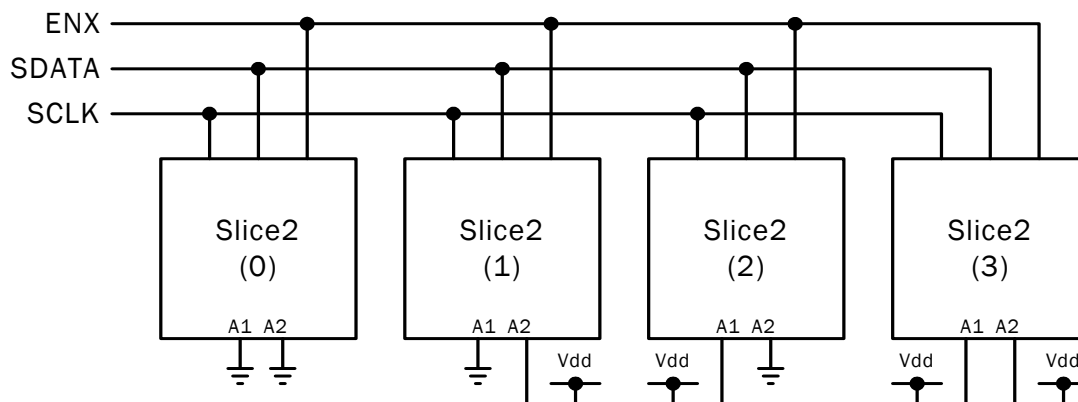 ENX
SDATA
SCLK
Slice2 Slice2 Slice2 Slice2
(0) (1) (2) (3)
A1 A2 A1 A2 A1 A2 A1 A2
Vdd Vdd Vdd Vdd